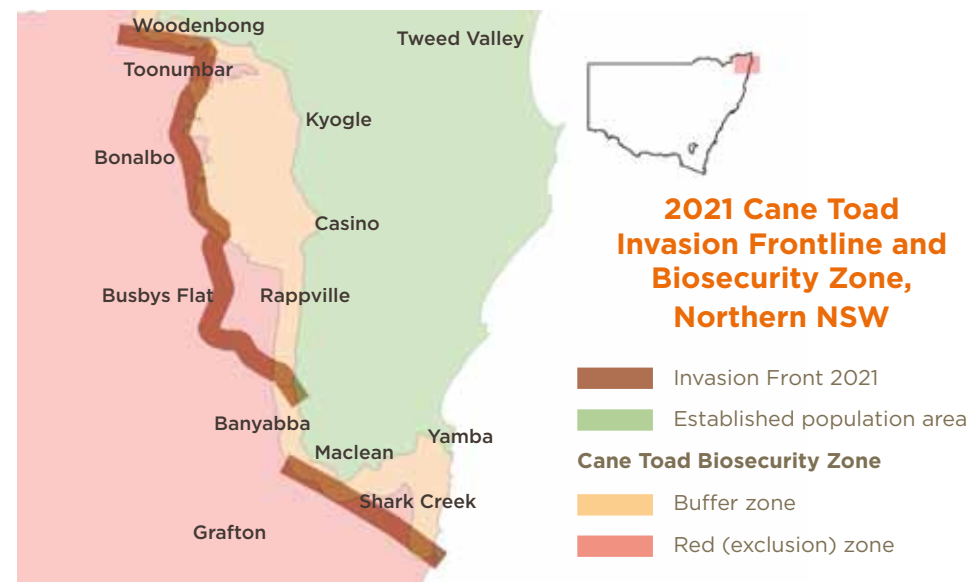 Woodenbong
Tweed Valley
Toonumbar
Kyogle
Bonalbo
Casino
Busbys Flat
Rappville
Banyabba
Maclean
Yamba
Shark Creek
Grafton
2021 Cane Toad
Invasion Frontline and
Biosecurity Zone,
Northern NSW
Invasion Front 2021
Established population area
Cane Toad Biosecurity Zone
Buffer zone
Red (exclusion) zone